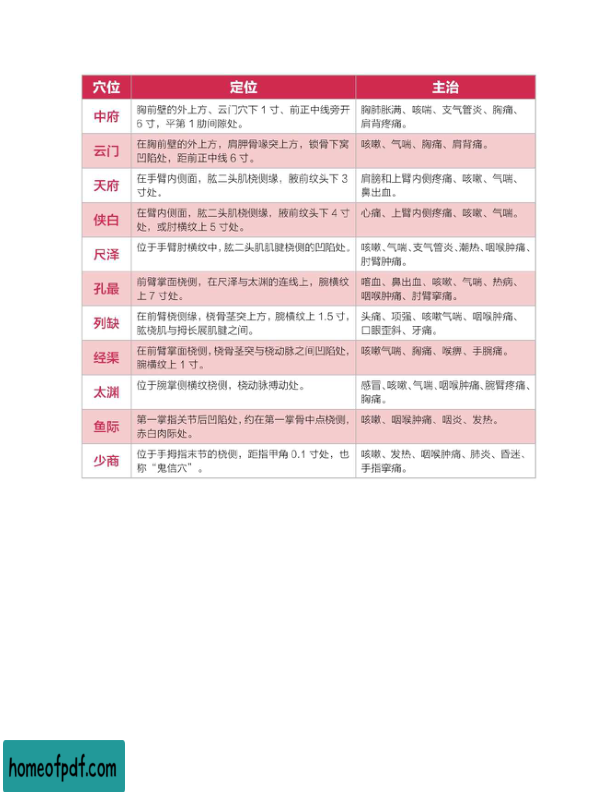 穴位 定位 主治
中府 胸前壁的外上方、云门穴下 1 寸、前正中线旁开 胸肺胀满、咳喘、支气管炎、胸痛、
6 寸，平第 1 肋间隙处。 肩背疼痛。
云门 在胸前壁的外上方，肩胛骨喙突上方，锁骨下窝 咳嗽、气喘、胸痛、肩背痛。
凹陷处，距前正中线 6 寸。
天府 在手臂内侧面，肱二头肌桡侧缘，腋前纹头下 3 肩膀和上臂内侧疼痛、咳嗽、气喘、
寸处。 鼻出血。
侠白 在臂内侧面，肱二头肌桡侧缘，腋前纹头下 4 寸 心痛、上臂内侧疼痛、咳嗽、气喘。
处，或肘横纹上 5 寸处。
尺泽 位于手臂肘横纹中，肱二头肌肌腱桡侧的凹陷处。 咳嗽、气喘、支气管炎、潮热、咽喉肿痛、
肘臂肿痛。
孔最 前臂掌面桡侧，在尺泽与太渊的连线上，腕横纹 咯血、鼻出血、咳嗽、气喘、热病、
上 7 寸处。 咽喉肿痛、肘臂挛痛。
列缺 在前臂桡侧缘，桡骨茎突上方，腕横纹上 1.5 寸， 头痛、项强、咳嗽气喘、咽喉肿痛、
肱桡肌与拇长展肌腱之间。 口眼歪斜、牙痛。
经渠 在前臂掌面桡侧，桡骨茎突与桡动脉之间凹陷处， 咳嗽气喘、胸痛、喉痹、手腕痛。
腕横纹上 1 寸。
太渊 位于腕掌侧横纹桡侧，桡动脉搏动处。 感冒、咳嗽、气喘、咽喉肿痛、腕臂疼痛、
胸痛。
鱼际 第一掌指关节后凹陷处，约在第一掌骨中点桡侧， 咳嗽、咽喉肿痛、咽炎、发热。
赤白肉际处。
少商 位于手拇指末节的桡侧，距指甲角 0.1 寸处，也 咳嗽、发热、咽喉肿痛、肺炎、昏迷、
称“鬼信穴”。 手指挛痛。
homeofpdf.com